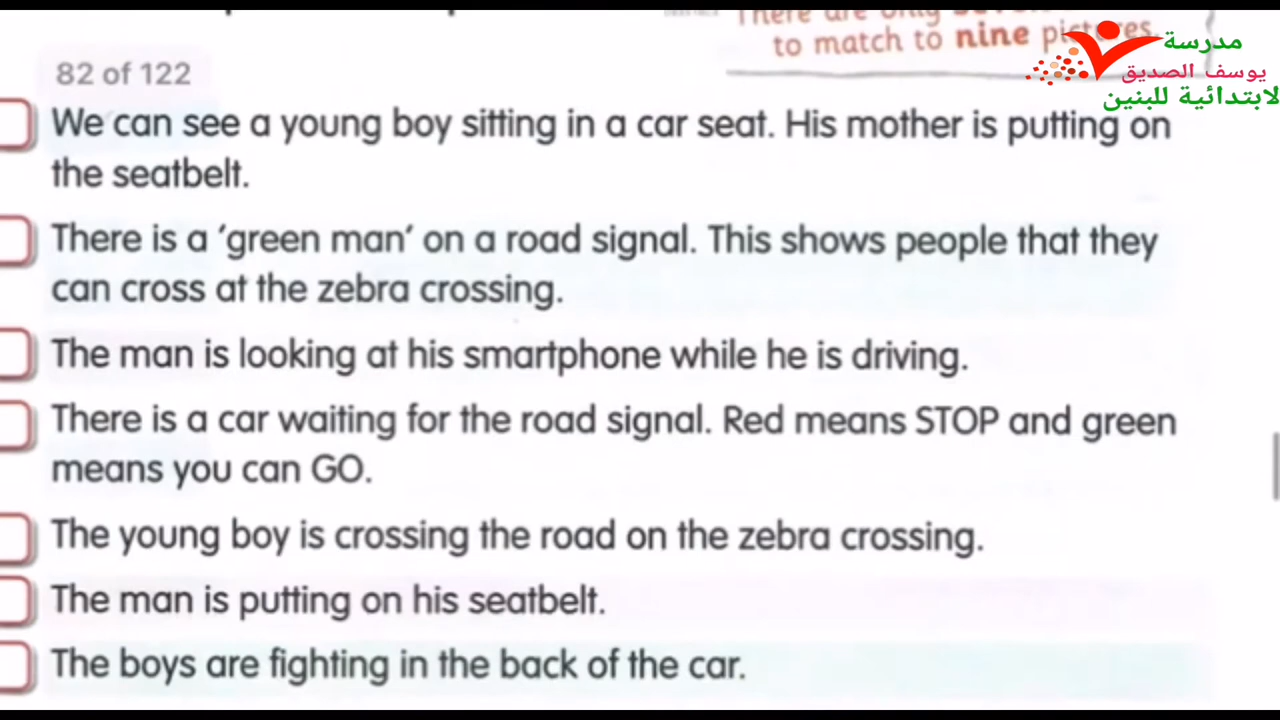 There are only
to match to nine pictures.
مدرسة
يوسف الصديق
الابتدائية للبنين
82 of 122
We can see a young boy sitting in a car seat. His mother is putting on
the seatbelt.
There is a ‘green man’ on a road signal. This shows people that they
can cross at the zebra crossing.
The man is looking at his smartphone while he is driving.
There is a car waiting for the road signal. Red means STOP and green
means you can GO.
The young boy is crossing the road on the zebra crossing.
The man is putting on his seatbelt.
The boys are fighting in the back of the car.